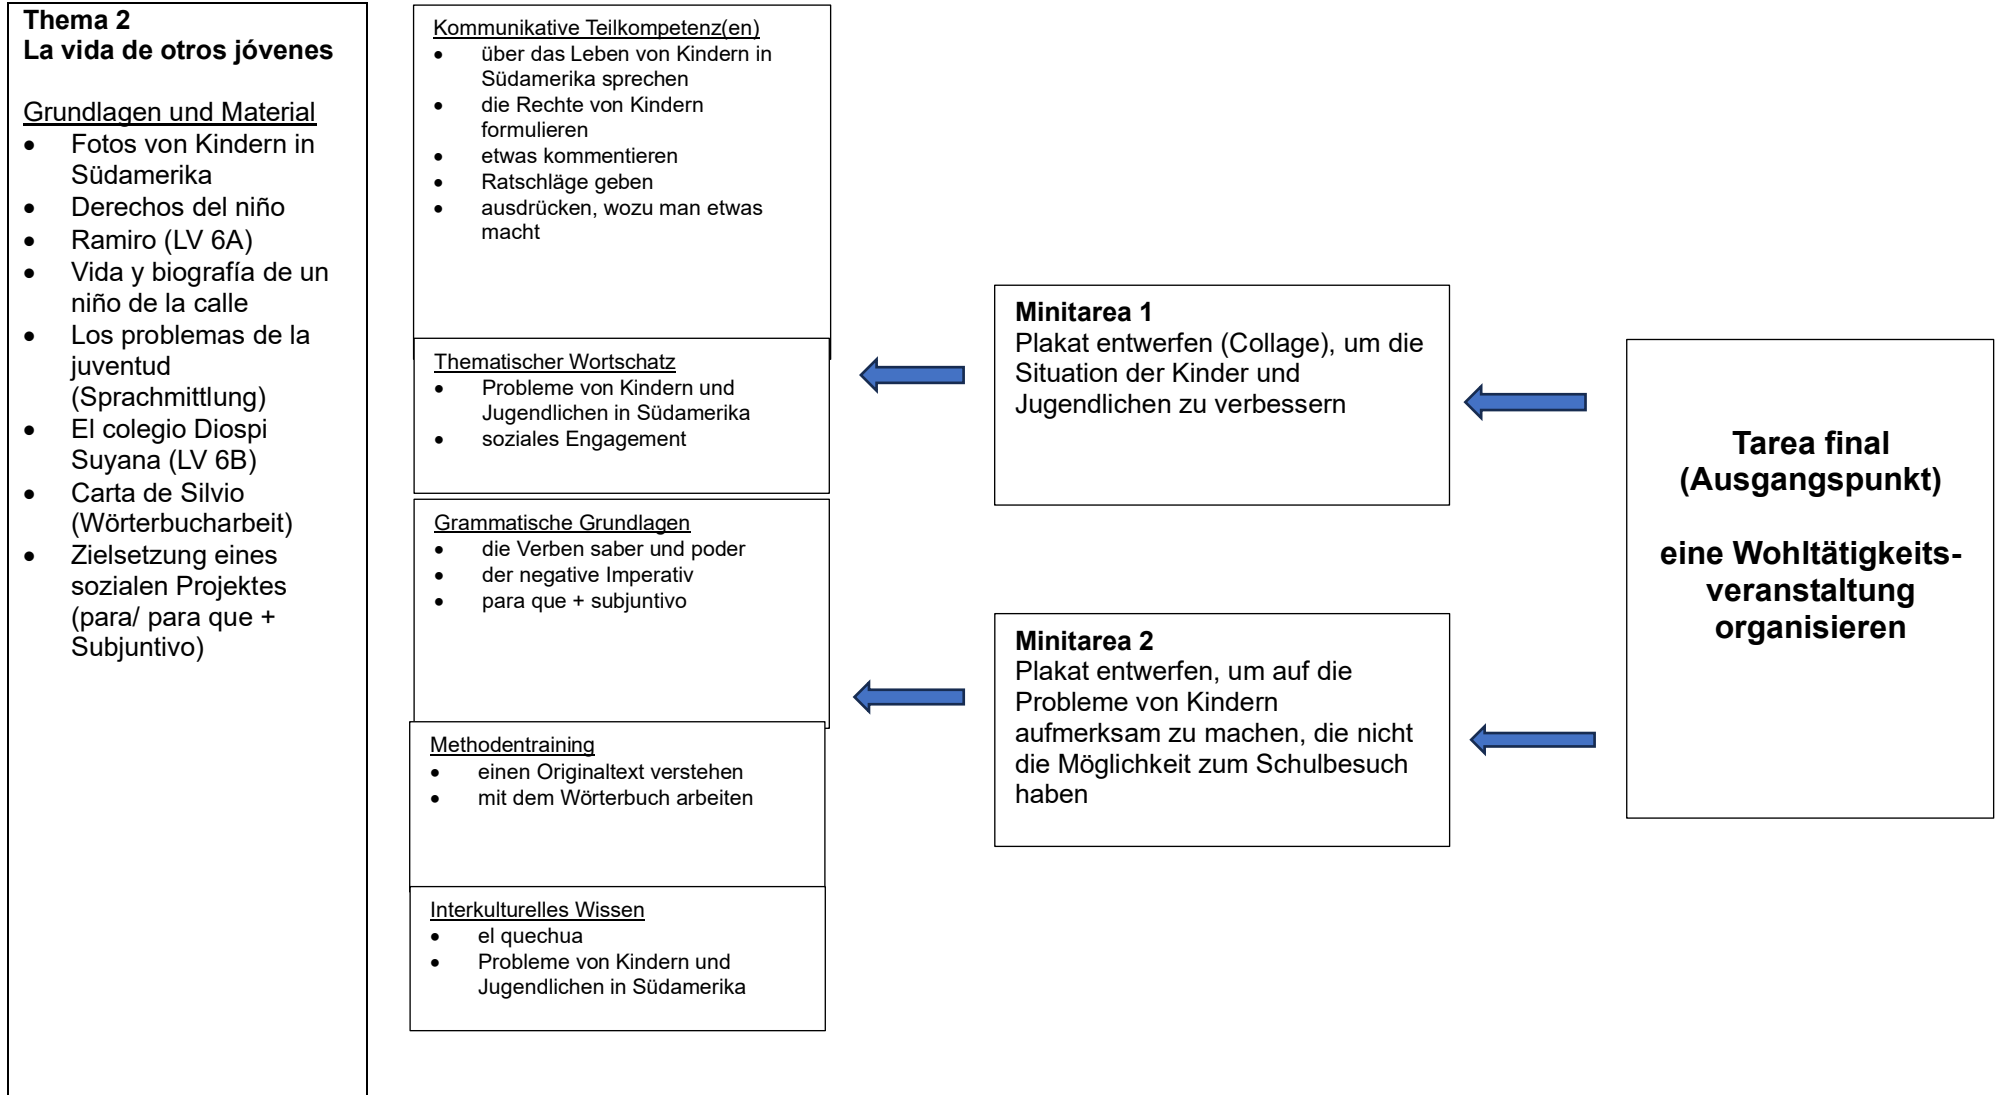 Thema 2
La vida de otros jóvenes
Grundlagen und Material
• Fotos von Kindern in
Südamerika
• Derechos del niño
• Ramiro (LV 6A)
• Vida y biografía de un
niño de la calle
• Los problemas de la
juventud
(Sprachmittlung)
• El colegio Diospi
Suyana (LV 6B)
• Carta de Silvio
(Wörterbucharbeit)
• Zielsetzung eines
sozialen Projektes
(para/ para que +
Subjuntivo)
Kommunikative Teilkompetenz(en)
• über das Leben von Kindern in
Südamerika sprechen
• die Rechte von Kindern
formulieren
• etwas kommentieren
• Ratschläge geben
• ausdrücken, wozu man etwas
macht
Thematischer Wortschatz
• Probleme von Kindern und
Jugendlichen in Südamerika
• soziales Engagement
Grammatische Grundlagen
• die Verben saber und poder
• der negative Imperativ
• para que + subjuntivo
Methodentraining
• einen Originaltext verstehen
• mit dem Wörterbuch arbeiten
Interkulturelles Wissen
• el quechua
• Probleme von Kindern und
Jugendlichen in Südamerika
Minitarea 1
Plakat entwerfen (Collage), um die
Situation der Kinder und
Jugendlichen zu verbessern
Minitarea 2
Plakat entwerfen, um auf die
Probleme von Kindern
aufmerksam zu machen, die nicht
die Möglichkeit zum Schulbesuch
haben
Tarea final
(Ausgangspunkt)
eine Wohltätigkeits-
veranstaltung
organisieren